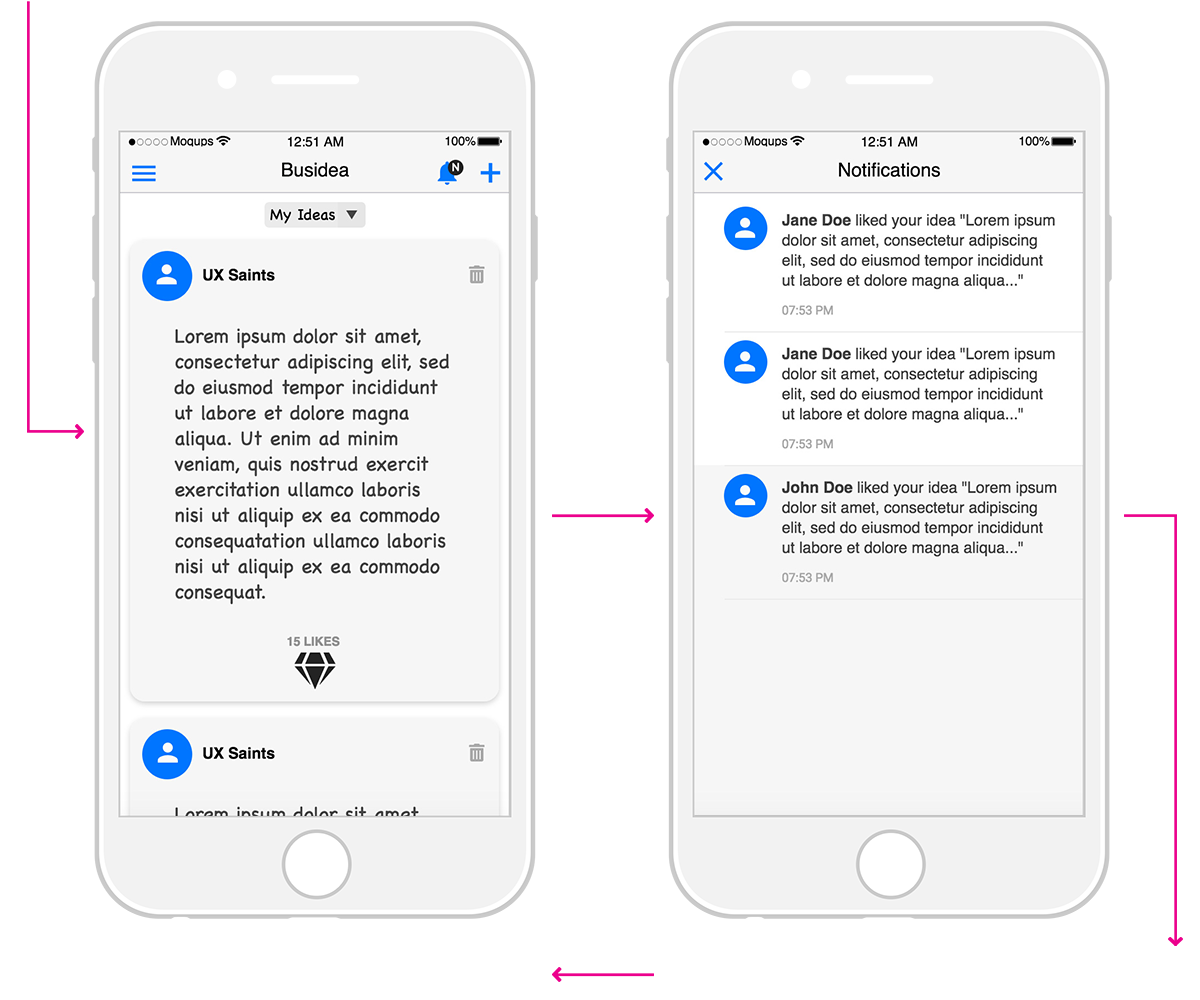 Moqups 12:51 AM 100%
Busidea
N
My Ideas
UX Saints
Lorem ipsum dolor sit amet,
consectetur adipiscing elit, sed
do eiusmod tempor incididunt
ut labore et dolore magna
aliqua. Ut enim ad minim
veniam, quis nostrud exercit
exercitation ullamco laboris
nisi ut aliquip ex ea commodo
consequatation ullamco laboris
nisi ut aliquip ex ea commodo
consequat.
15 LIKES
UX Saints
Lorem ipsum dolor sit amet
Moqups 12:51 AM 100%
Notifications
Jane Doe liked your idea "Lorem ipsum
dolor sit amet, consectetur adipiscing
elit, sed do eiusmod tempor incididunt
ut labore et dolore magna aliqua..."
07:53 PM
Jane Doe liked your idea "Lorem ipsum
dolor sit amet, consectetur adipiscing
elit, sed do eiusmod tempor incididunt
ut labore et dolore magna aliqua..."
07:53 PM
John Doe liked your idea "Lorem ipsum
dolor sit amet, consectetur adipiscing
elit, sed do eiusmod tempor incididunt
ut labore et dolore magna aliqua..."
07:53 PM